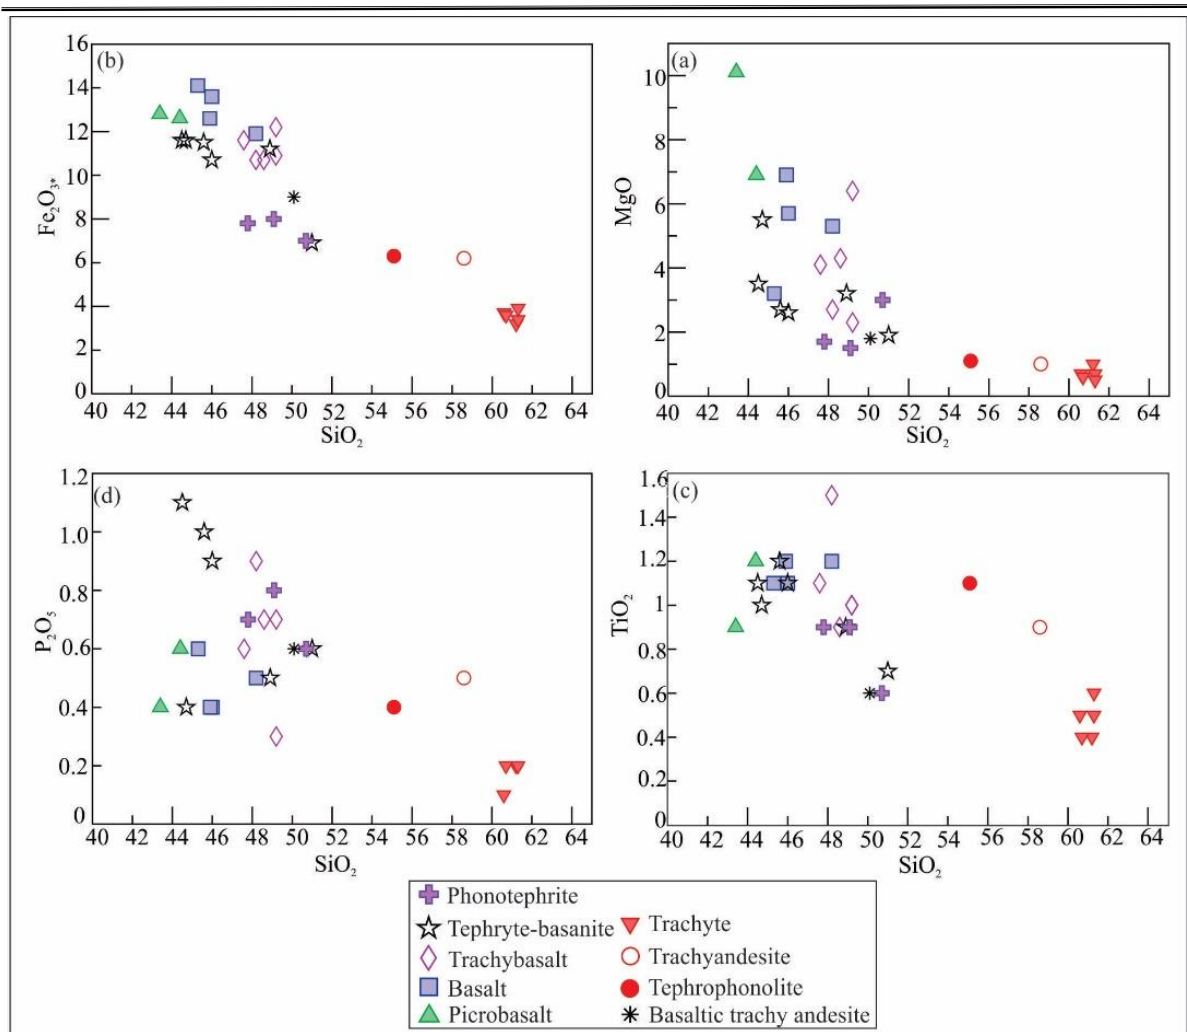 (b)
16
14
12
10
8
6
4
2
0
Fe2O3*
40 42 44 46 48 50 52 54 56 58 60 62 64
SiO2
(a)
10
8
6
4
2
0
MgO
40 42 44 46 48 50 52 54 56 58 60 62 64
SiO2
(d)
1.2
1.0
0.8
0.6
0.4
0.2
0
P2O5
40 42 44 46 48 50 52 54 56 58 60 62 64
SiO2
(c)
1.6
1.4
1.2
1
0.8
0.6
0.4
0.2
0
TiO2
40 42 44 46 48 50 52 54 56 58 60 62 64
SiO2
Phonotephrite
Tephryte-basanite
Trachybasalt
Basalt
Picrobasalt
Trachyte
Trachyandesite
Tephrophonolite
Basaltic trachy andesite